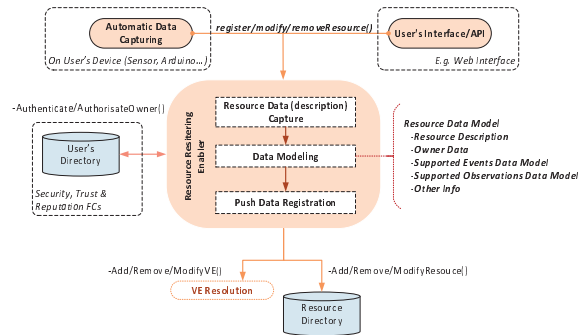 Automatic Data
Capturing
On User's Device (Sensor, Arduino...)
register/modify/removeResource()
User's Interface/API
E.g. Web Interface
-Authenticate/AuthorisateOwner()
User's
Directory
Security, Trust &
Reputation FCs
Resource Resitering
Enabler
Resource Data (description)
Capture
Data Modeling
Push Data Registration
Resource Data Model
-Resource Description
-Owner Data
-Supported Events Data Model
-Supported Observations Data Model
-Other Info
-Add/Remove/ModifyVE()
VE Resolution
-Add/Remove/ModifyResouce()
Resource
Directory